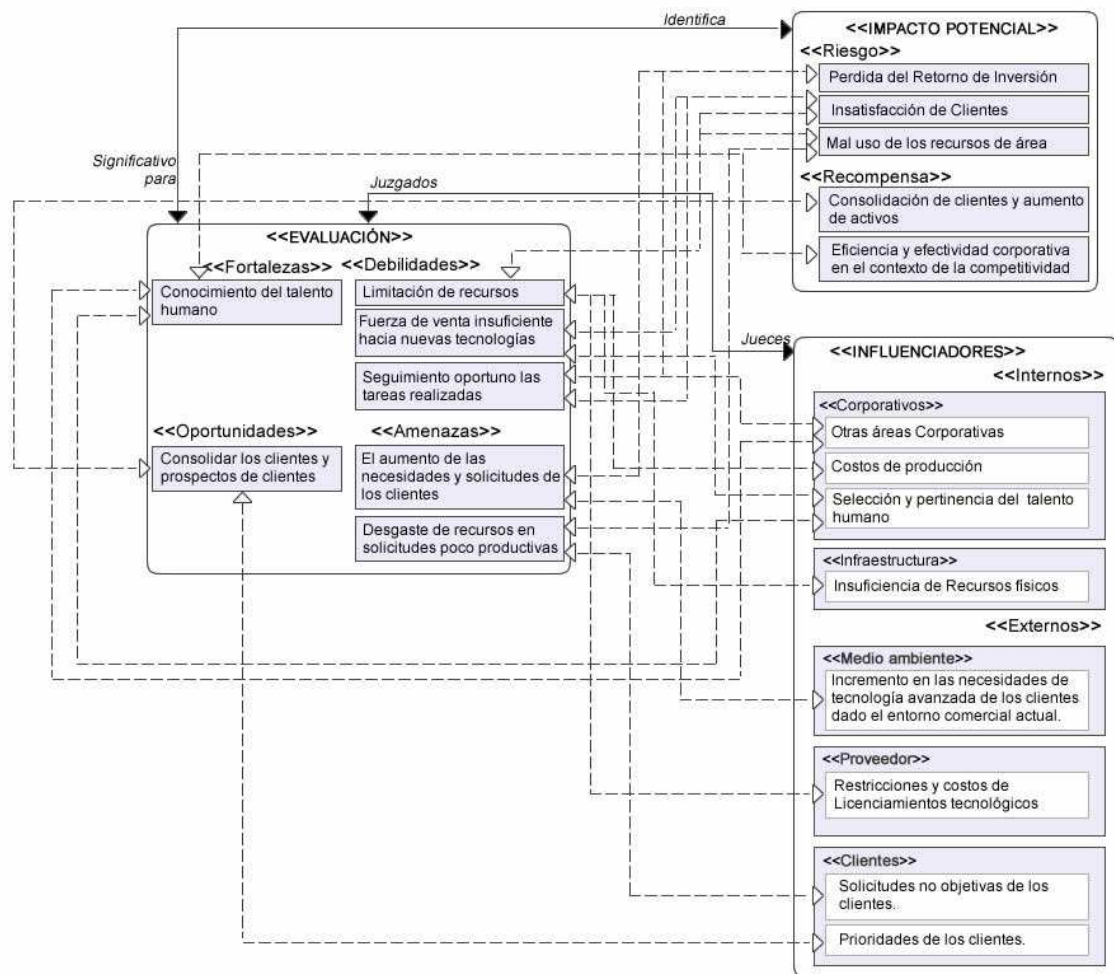 Identifica
<<IMPACTO POTENCIAL>>
<<Riesgo>>
Perdida del Retorno de Inversión
Insatisfacción de Clientes
Mal uso de los recursos de área
<<Recompensa>>
Consolidación de clientes y aumento
de activos
Eficiencia y efectividad corporativa
en el contexto de la competitividad
Significativo
para
Juzgados
<<EVALUACIÓN>>
<<Fortalezas>>
Conocimiento del talento
humano
<<Debilidades>>
Limitación de recursos
Fuerza de venta insuficiente
hacia nuevas tecnologías
Seguimiento oportuno las
tareas realizadas
<<Oportunidades>>
Consolidar los clientes y
prospectos de clientes
<<Amenazas>>
El aumento de las
necesidades y solicitudes de
los clientes
Desgaste de recursos en
solicitudes poco productivas
Jueces
<<INFLUENCIADORES>>
<<Internos>>
<<Corporativos>>
Otras áreas Corporativas
Costos de producción
Selección y pertinencia del talento
humano
<<Infraestructura>>
Insuficiencia de Recursos físicos
<<Externos>>
<<Medio ambiente>>
Incremento en las necesidades de
tecnología avanzada de los clientes
dado el entorno comercial actual.
<<Proveedor>>
Restricciones y costos de
Licenciamientos tecnológicos
<<Clientes>>
Solicitudes no objetivas de los
clientes.
Prioridades de los clientes.